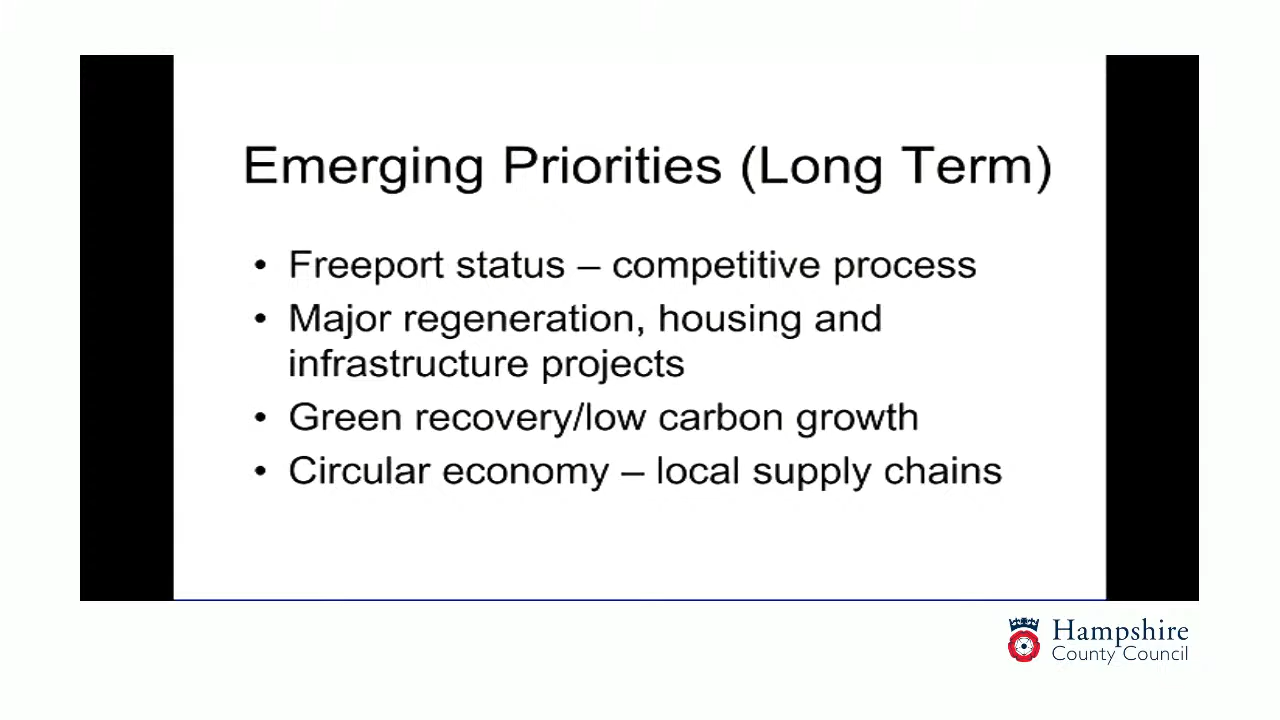 Emerging Priorities (Long Term)
• Freeport status – competitive process
• Major regeneration, housing and
infrastructure projects
• Green recovery/low carbon growth
• Circular economy – local supply chains
Hampshire
County Council